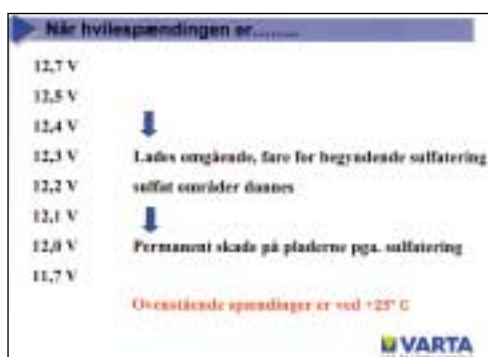 Når hvilespændingen er........
12,7 V
12,5 V
12,4 V
12,3 V Lades omgående, fare for begyndende sulfatering
12,2 V sulfat områder dannes
12,1 V
12,0 V Permanent skade på pladerne pga. sulfatering
11,7 V
Ovenstående spændinger er ved +25° C
VARTA